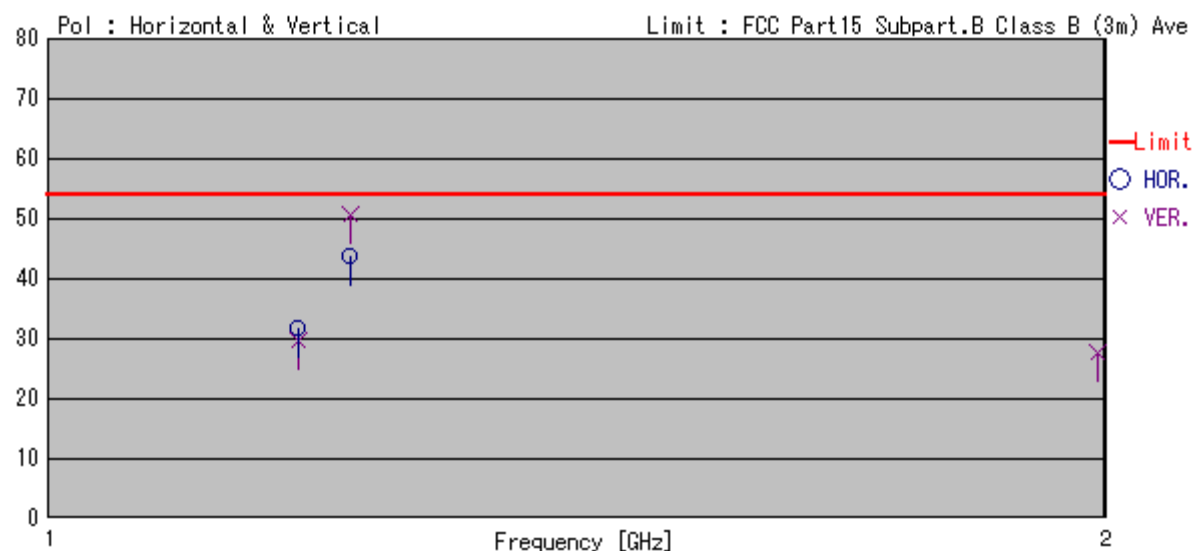 Pol : Horizontal & Vertical
Limit : FCC Part15 Subpart.B Class B (3m) Ave
80
70
60
50
40
30
20
10
0
1
2
Frequency [GHz]
Limit
HOR.
VER.